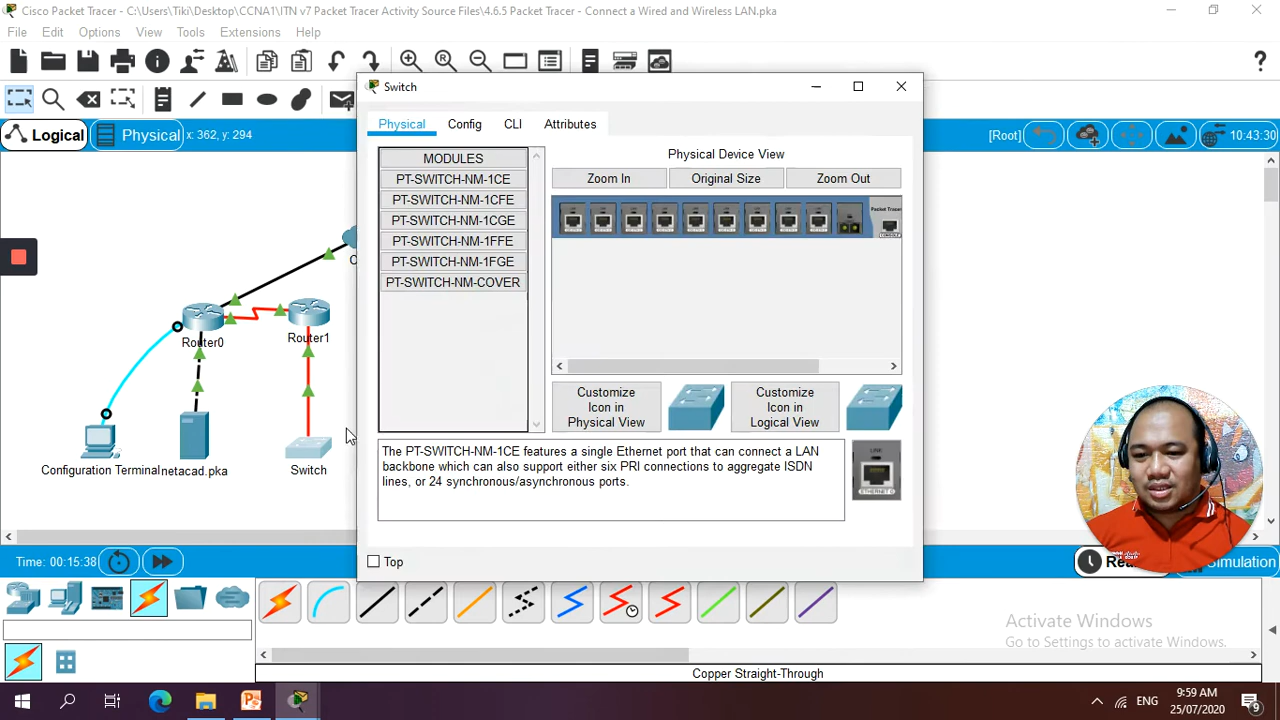 Cisco Packet Tracer - C:\Users\Tiki\Desktop\CCNA1\ITN v7 Packet Tracer Activity Source Files\4.6.5 Packet Tracer - Connect a Wired and Wireless LAN.pka
File Edit Options View Tools Extensions Help
Switch
Logical Physical x: 362, y: 294 [Root] 10:43:30
Physical Config CLI Attributes
MODULES
PT-SWITCH-NM-1CE
PT-SWITCH-NM-1CFE
PT-SWITCH-NM-1CGE
PT-SWITCH-NM-1FFE
PT-SWITCH-NM-1FGE
PT-SWITCH-NM-COVER
Physical Device View
Zoom In Original Size Zoom Out
Packet Tracer
CONSOLE
Customize
Icon in
Physical View
Customize
Icon in
Logical View
The PT-SWITCH-NM-1CE features a single Ethernet port that can connect a LAN
backbone which can also support either six PRI connections to aggregate ISDN
lines, or 24 synchronous/asynchronous ports.
LINK
ETHERNET 0
Top
Router0
Router1
Configuration Terminal
netacad.pka
Switch
Time: 00:15:38
Simulation
Copper Straight-Through
Activate Windows
Go to Settings to activate Windows.
ENG
9:59 AM
25/07/2020
9